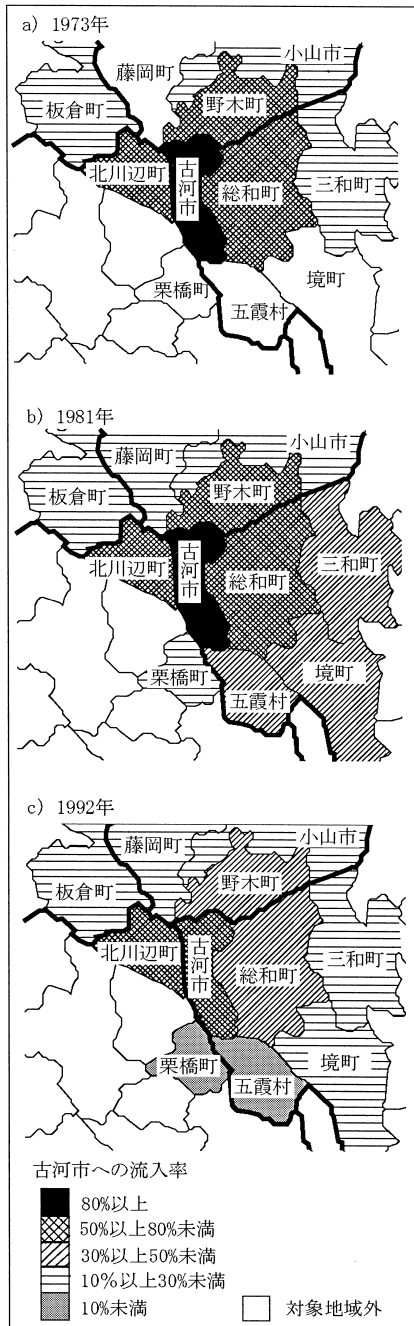 a) 1973年
小山市
藤岡町
野木町
板倉町
北川辺町
古河市
総和町
三和町
栗橋町
境町
五霞村
b) 1981年
小山市
藤岡町
野木町
板倉町
北川辺町
古河市
総和町
三和町
栗橋町
境町
五霞村
c) 1992年
小山市
藤岡町
野木町
板倉町
北川辺町
古河市
総和町
三和町
栗橋町
境町
五霞村
古河市への流入率
80%以上
50%以上80%未満
30%以上50%未満
10%以上30%未満
10%未満
対象地域外